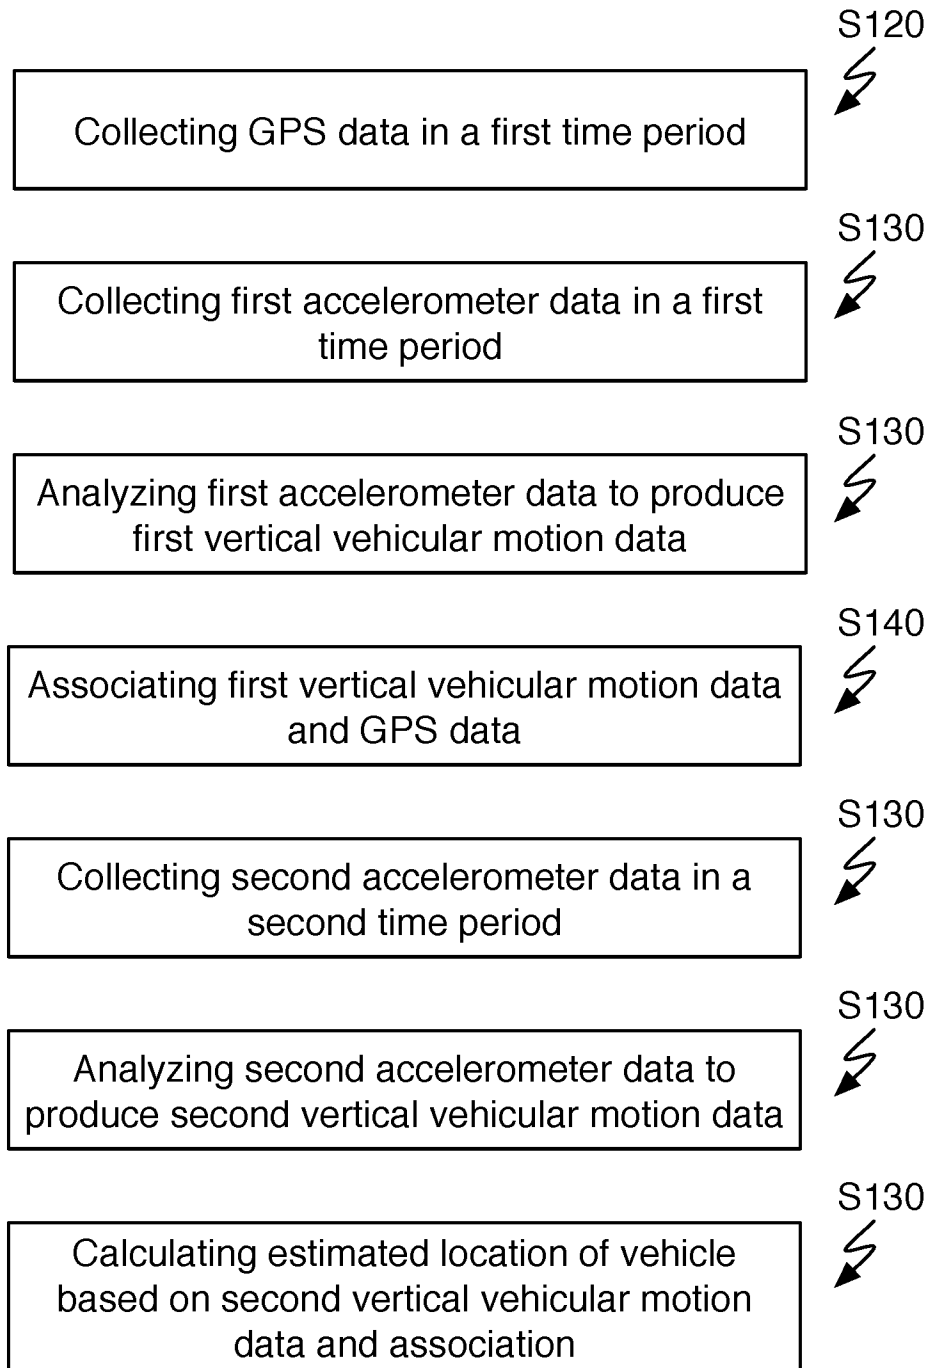 S120
Collecting GPS data in a first time period
S130
Collecting first accelerometer data in a first
time period
S130
Analyzing first accelerometer data to produce
first vertical vehicular motion data
S140
Associating first vertical vehicular motion data
and GPS data
S130
Collecting second accelerometer data in a
second time period
S130
Analyzing second accelerometer data to
produce second vertical vehicular motion data
S130
Calculating estimated location of vehicle
based on second vertical vehicular motion
data and association